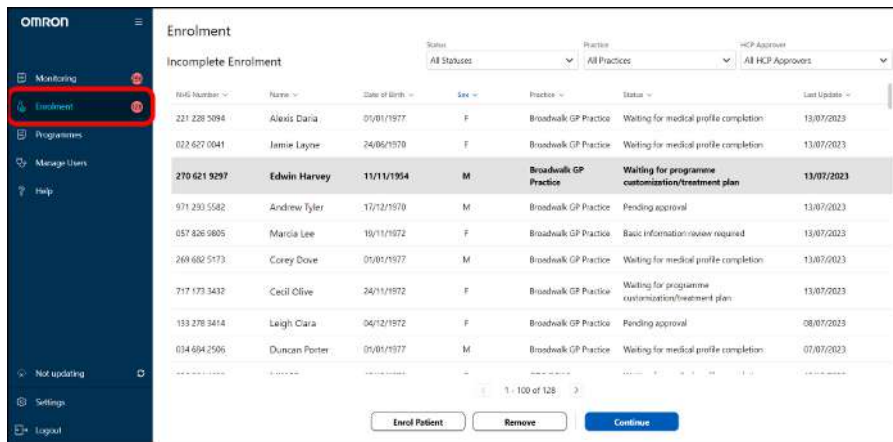 OMRON
Monitoring
Enrolment
Programmes
Manage Users
Help
Not updating
Settings
Logout
Enrolment
Incomplete Enrolment
Status
All Statuses
Practice
All Practices
HCP Approver
All HCP Approvers
NHS Number Name Date of Birth Sex Practice Status Last Update
221 228 5094 Alexis Daria 01/01/1977 F Broadwalk GP Practice Waiting for medical profile completion 13/07/2023
022 627 0041 Jamie Layne 24/06/1970 F Broadwalk GP Practice Waiting for medical profile completion 13/07/2023
270 621 9297 Edwin Harvey 11/11/1954 M Broadwalk GP Practice Waiting for programme customization/treatment plan 13/07/2023
971 293 5582 Andrew Tyler 17/12/1970 M Broadwalk GP Practice Pending approval 13/07/2023
057 826 9805 Marcia Lee 19/11/1972 F Broadwalk GP Practice Basic information review required 13/07/2023
269 682 5173 Corey Dove 01/01/1977 M Broadwalk GP Practice Waiting for medical profile completion 13/07/2023
717 173 3432 Cecil Olive 24/11/1972 F Broadwalk GP Practice Waiting for programme customization/treatment plan 13/07/2023
133 278 3414 Leigh Clara 04/12/1972 F Broadwalk GP Practice Pending approval 08/07/2023
034 684 2506 Duncan Porter 01/01/1977 M Broadwalk GP Practice Waiting for medical profile completion 07/07/2023
1 - 100 of 128
Enrol Patient
Remove
Continue